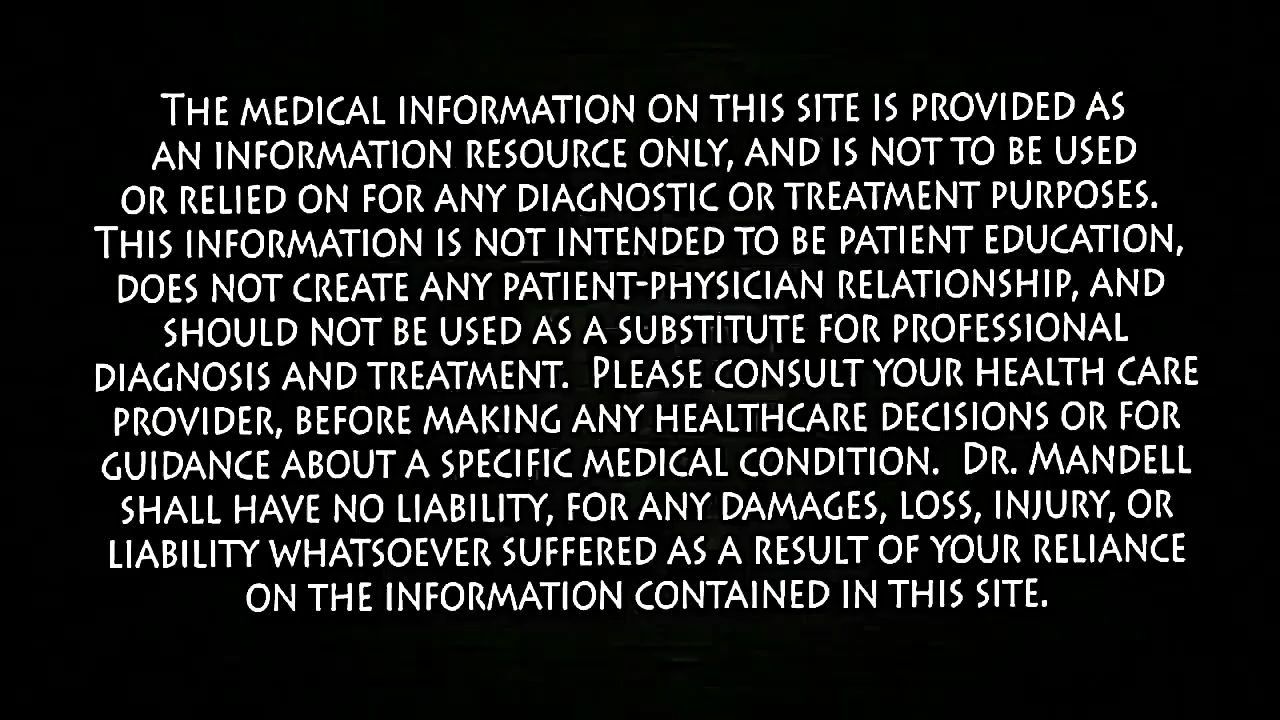 THE MEDICAL INFORMATION ON THIS SITE IS PROVIDED AS
AN INFORMATION RESOURCE ONLY, AND IS NOT TO BE USED
OR RELIED ON FOR ANY DIAGNOSTIC OR TREATMENT PURPOSES.
THIS INFORMATION IS NOT INTENDED TO BE PATIENT EDUCATION,
DOES NOT CREATE ANY PATIENT-PHYSICIAN RELATIONSHIP, AND
SHOULD NOT BE USED AS A SUBSTITUTE FOR PROFESSIONAL
DIAGNOSIS AND TREATMENT. PLEASE CONSULT YOUR HEALTH CARE
PROVIDER, BEFORE MAKING ANY HEALTHCARE DECISIONS OR FOR
GUIDANCE ABOUT A SPECIFIC MEDICAL CONDITION. DR. MANDELL
SHALL HAVE NO LIABILITY, FOR ANY DAMAGES, LOSS, INJURY, OR
LIABILITY WHATSOEVER SUFFERED AS A RESULT OF YOUR RELIANCE
ON THE INFORMATION CONTAINED IN THIS SITE.